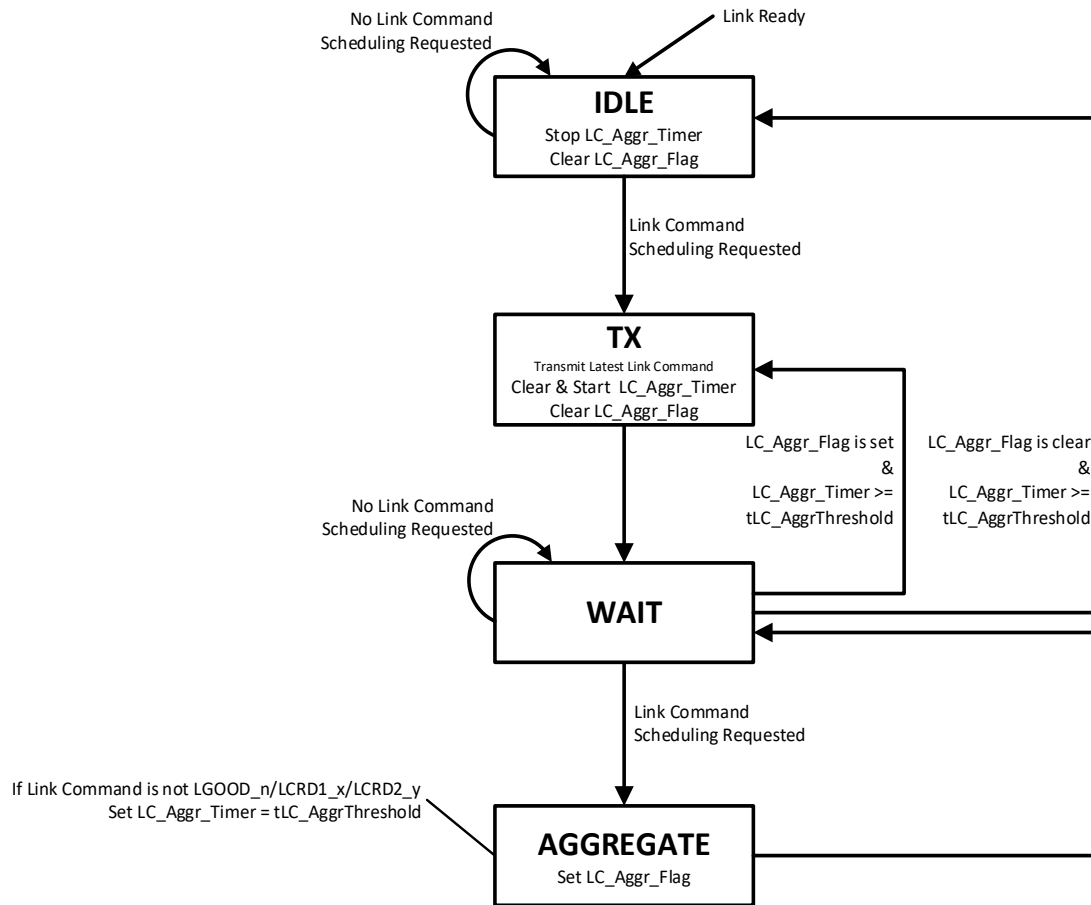 No Link Command
Scheduling Requested
Link Ready
IDLE
Stop LC_Aggr_Timer
Clear LC_Aggr_Flag
Link Command
Scheduling Requested
TX
Transmit Latest Link Command
Clear & Start LC_Aggr_Timer
Clear LC_Aggr_Flag
LC_Aggr_Flag is set
&
LC_Aggr_Timer >=
tLC_AggrThreshold
LC_Aggr_Flag is clear
&
LC_Aggr_Timer >=
tLC_AggrThreshold
No Link Command
Scheduling Requested
WAIT
Link Command
Scheduling Requested
If Link Command is not LGOOD_n/LCRD1_x/LCRD2_y
Set LC_Aggr_Timer = tLC_AggrThreshold
AGGREGATE
Set LC_Aggr_Flag